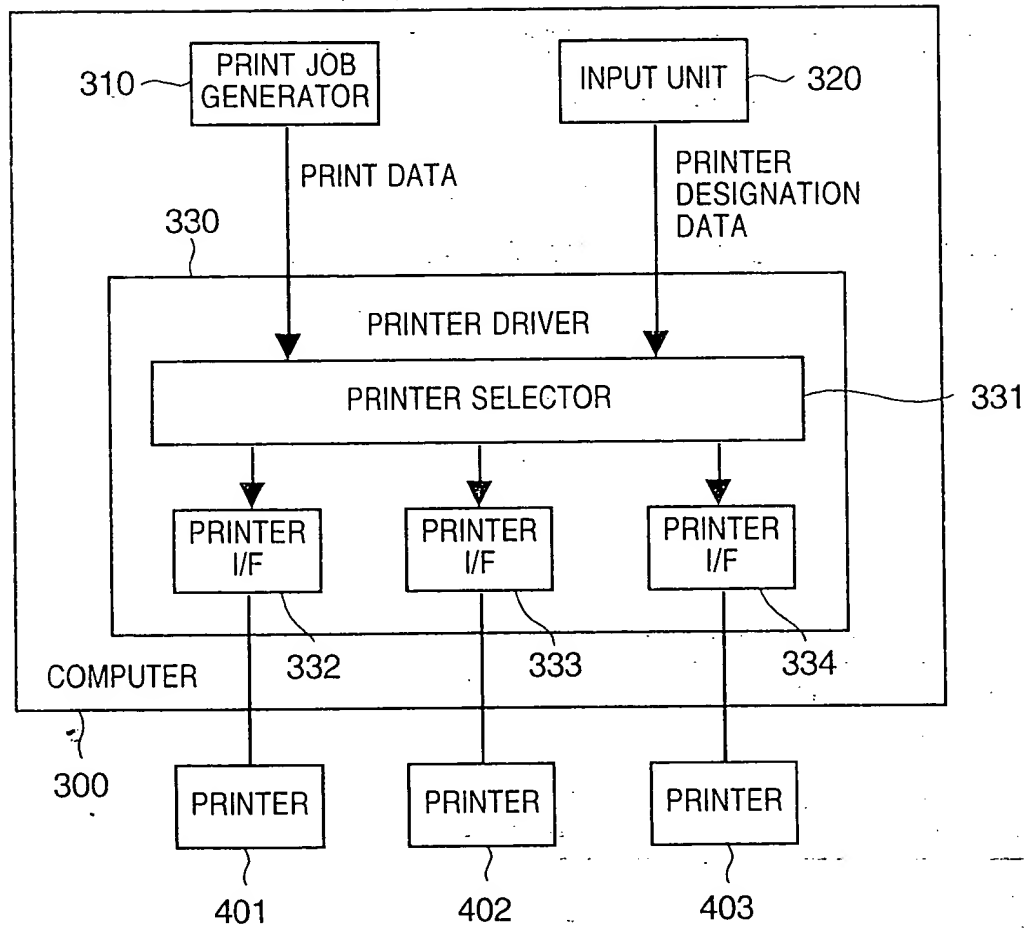 310
PRINT JOB
GENERATOR
INPUT UNIT
320
PRINT DATA
PRINTER
DESIGNATION
DATA
330
PRINTER DRIVER
PRINTER SELECTOR
331
PRINTER
I/F
PRINTER
I/F
PRINTER
I/F
332
333
334
COMPUTER
300
PRINTER
PRINTER
PRINTER
401
402
403